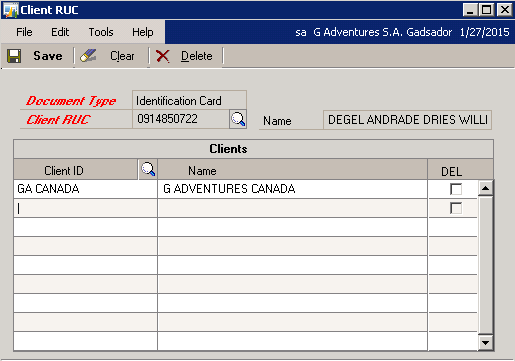 Client RUC
File Edit Tools Help sa G Adventures S.A. Gadsador 1/27/2015
Save Clear Delete
Document Type Identification Card
Client RUC 0914850722 Name DEGEL ANDRADE DRIES WILLI
Clients
Client ID Name DEL
GA CANADA G ADVENTURES CANADA